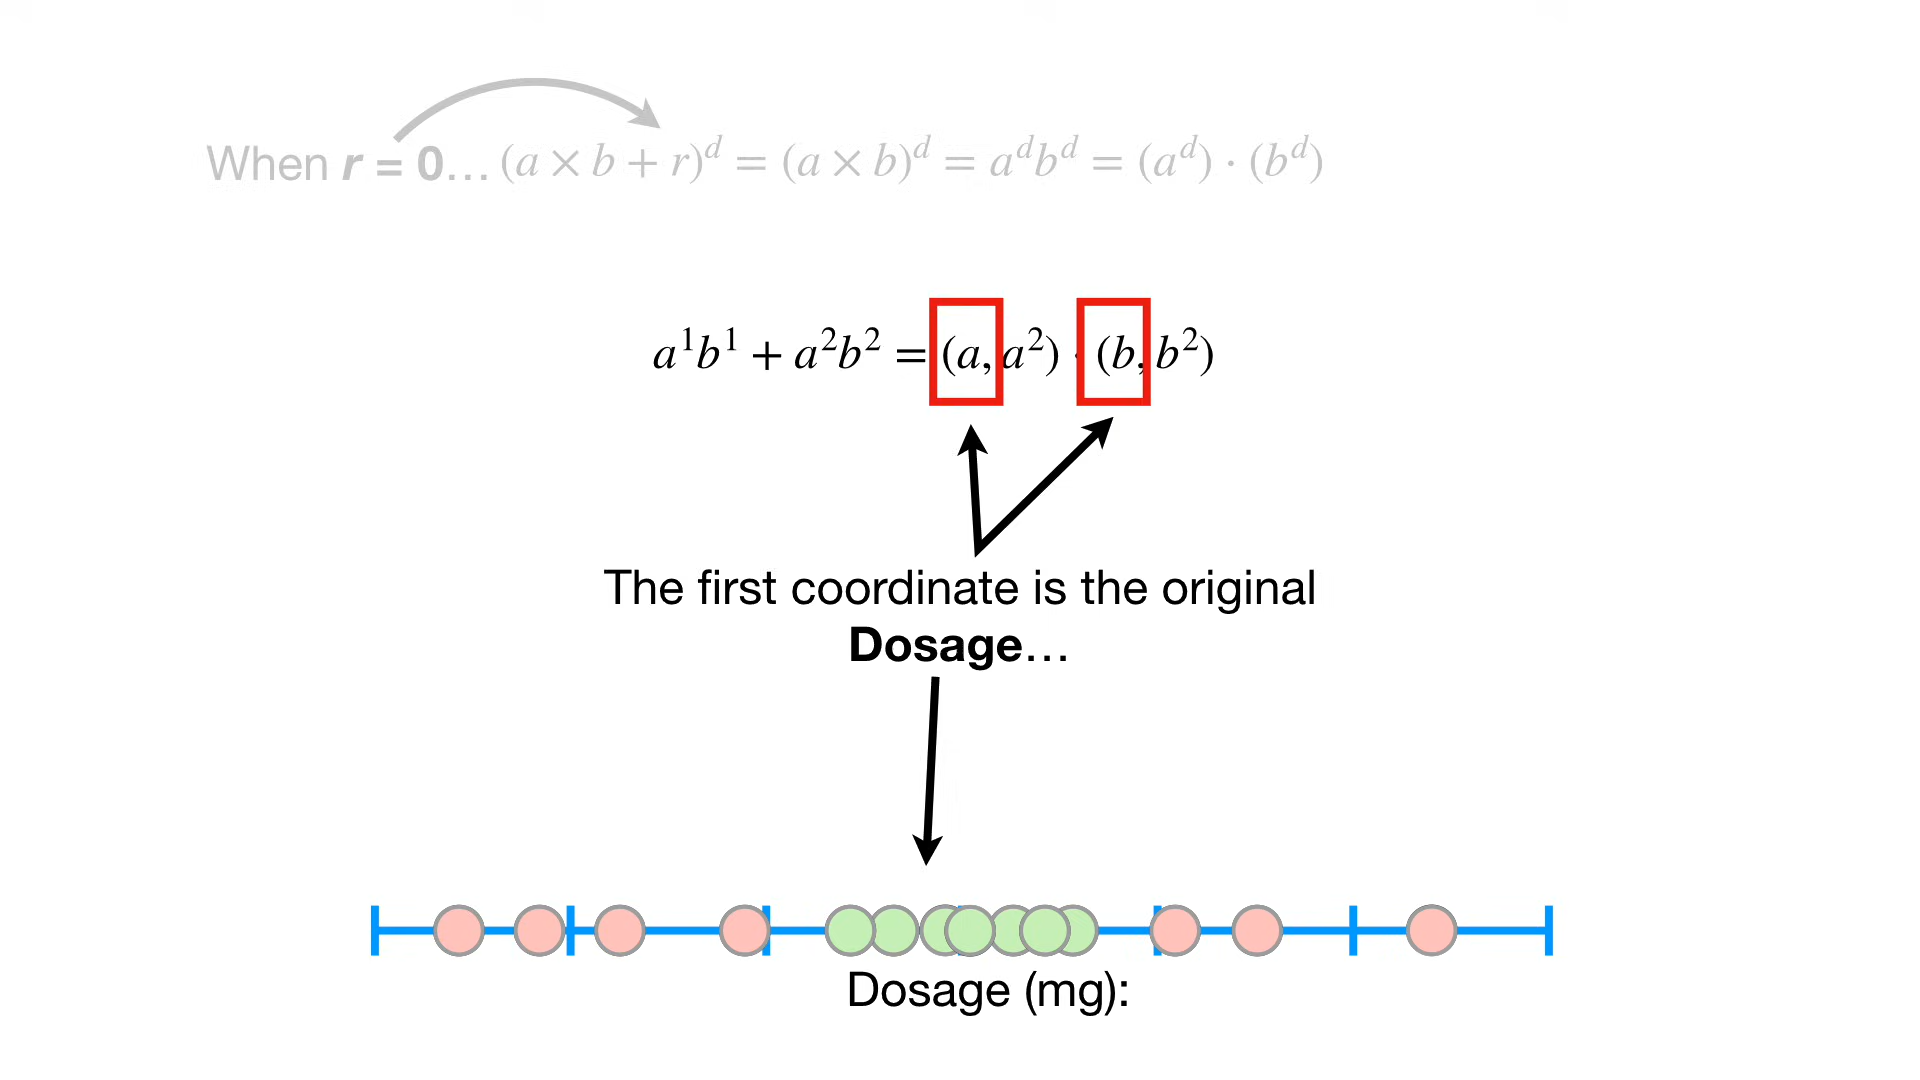 When r = 0… (a × b + r)^d = (a × b)^d = a^d b^d = (a^d) · (b^d)
a^1 b^1 + a^2 b^2 = (a, a^2) · (b, b^2)
The first coordinate is the original
Dosage…
Dosage (mg):